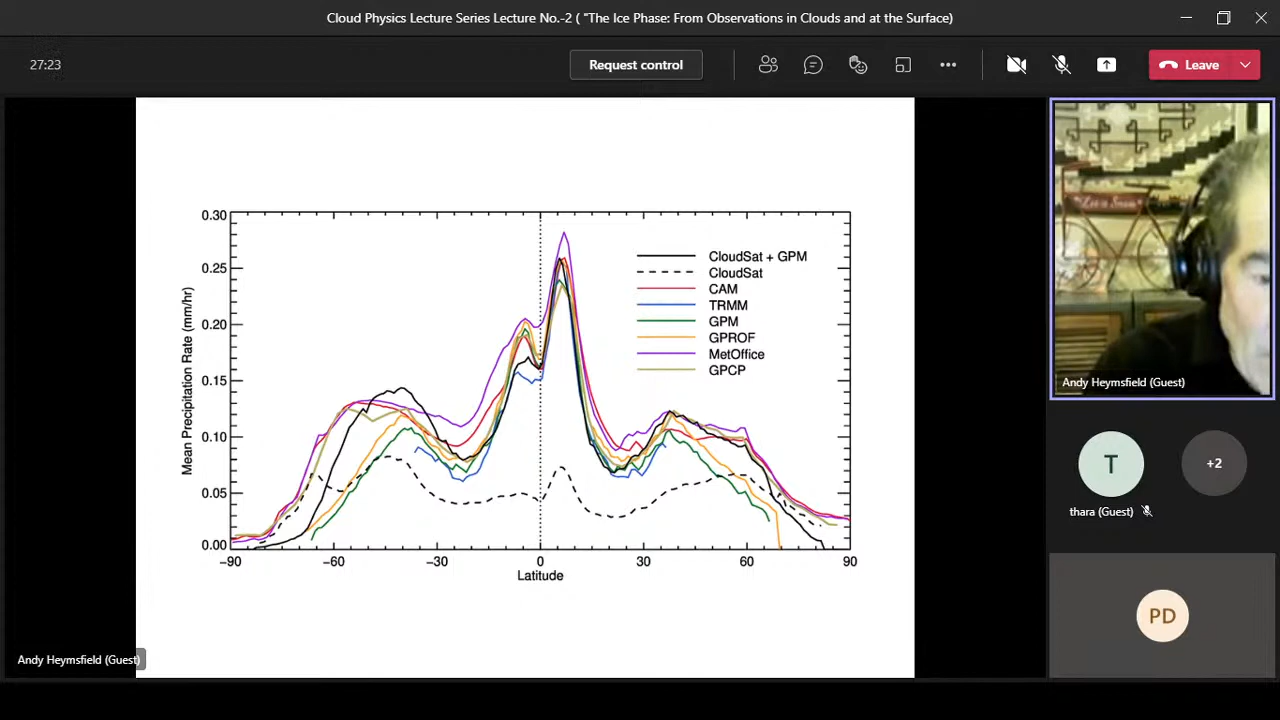 Cloud Physics Lecture Series Lecture No.-2 ( "The Ice Phase: From Observations in Clouds and at the Surface)
27:23
Request control
Leave
0.30
0.25
0.20
0.15
0.10
0.05
0.00
Mean Precipitation Rate (mm/hr)
CloudSat + GPM
CloudSat
CAM
TRMM
GPM
GPROF
MetOffice
GPCP
-90 -60 -30 0 30 60 90
Latitude
Andy Heymsfield (Guest)
Andy Heymsfield (Guest)
T
+2
thara (Guest)
PD